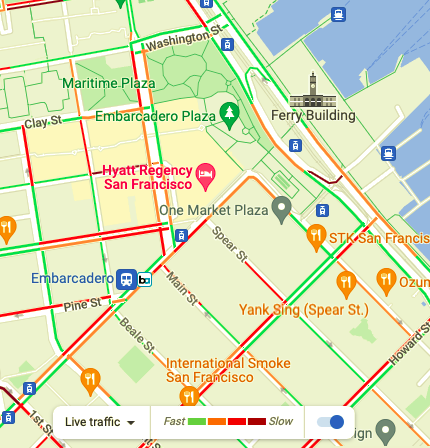 Washington St
Maritime Plaza
Ferry Building
Embarcadero Plaza
Clay St
Hyatt Regency
San Francisco
One Market Plaza
STK San Francis
Spear St
Embarcadero
Main St
Ozun
Pine St
Yank Sing (Spear St.)
Beale St
Howard St
International Smoke
San Francisco
1st St
Live traffic
Fast
Slow
ign